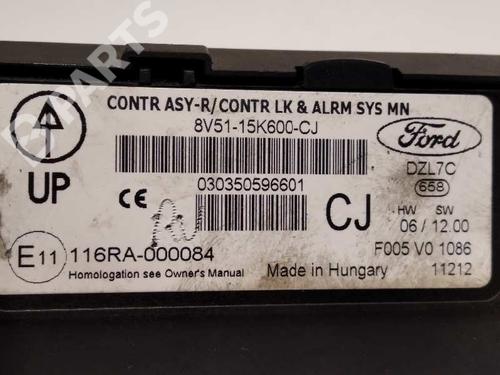 CONTR ASY-R/CONTR LK & ALRM SYS MN
8V51-15K600-CJ
Ford
DZL7C
658
030350596601
UP
CE
CJ
HW SW
06 / 12.00
E11 116RA-000084
F005 V0 1086
Homologation see Owner's Manual
Made in Hungary
11212